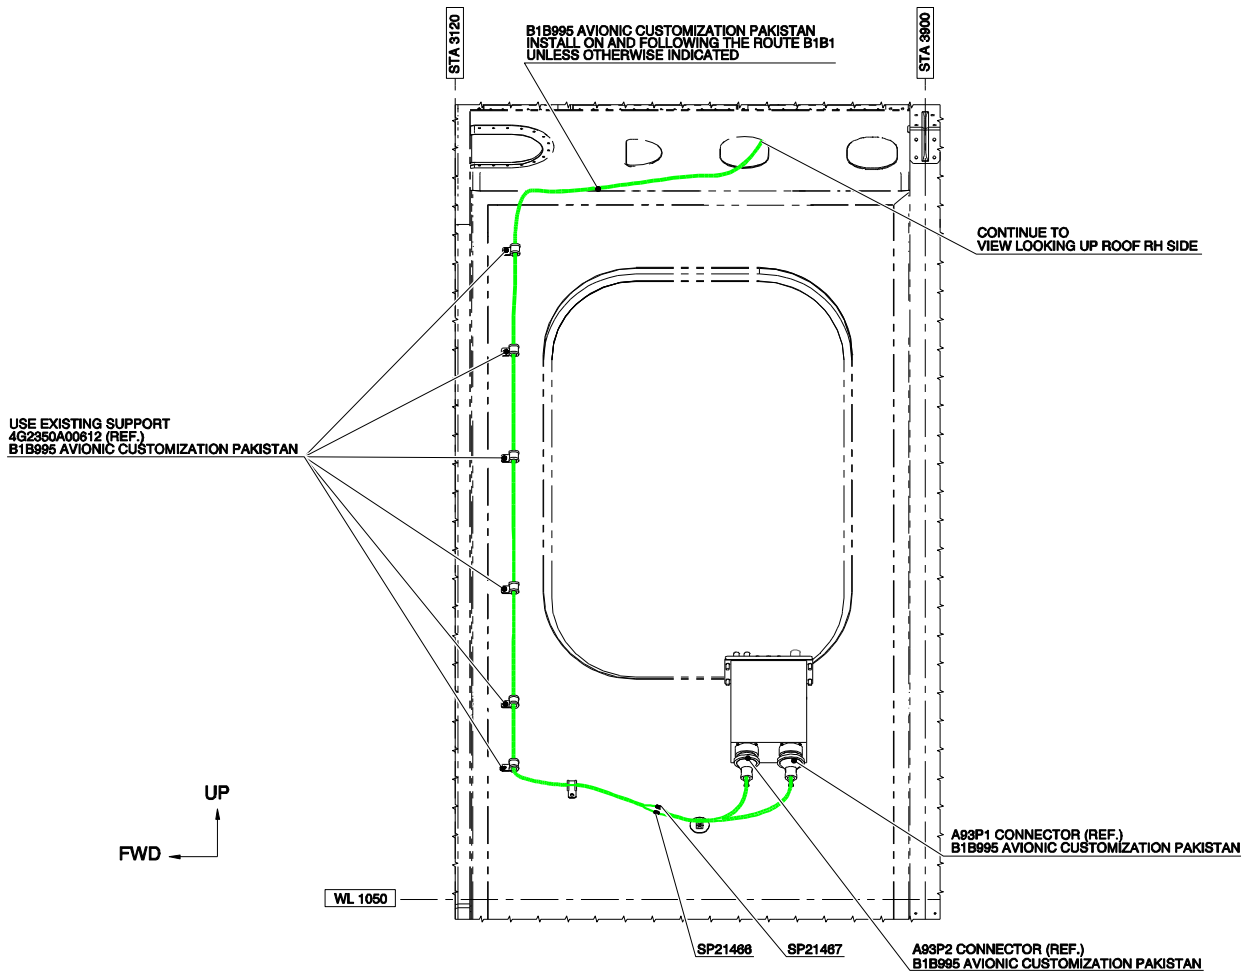 STA 3120
B1B995 AVIONIC CUSTOMIZATION PAKISTAN
INSTALL ON AND FOLLOWING THE ROUTE B1B1
UNLESS OTHERWISE INDICATED
STA 3900
CONTINUE TO
VIEW LOOKING UP ROOF RH SIDE
USE EXISTING SUPPORT
4G2350A00612 (REF.)
B1B995 AVIONIC CUSTOMIZATION PAKISTAN
UP
FWD
A93P1 CONNECTOR (REF.)
B1B995 AVIONIC CUSTOMIZATION PAKISTAN
WL 1050
SP21466
SP21467
A93P2 CONNECTOR (REF.)
B1B995 AVIONIC CUSTOMIZATION PAKISTAN